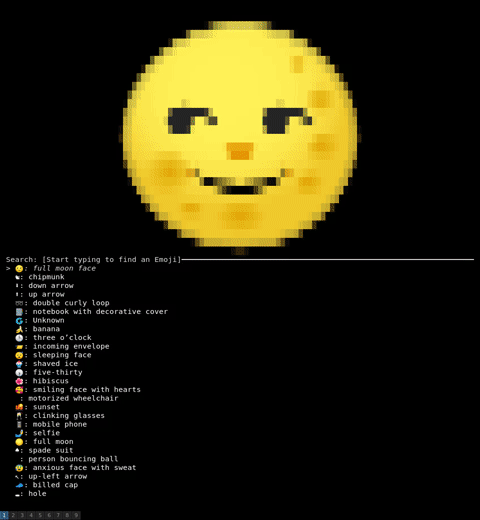 Search: [Start typing to find an Emoji]
> 🌝: full moon face
🐿: chipmunk
⬇: down arrow
⬆: up arrow
➿: double curly loop
📔: notebook with decorative cover
: Unknown
🍌: banana
🕒: three o’clock
📨: incoming envelope
😴: sleeping face
🍧: shaved ice
🕠: five-thirty
🌺: hibiscus
🥰: smiling face with hearts
: motorized wheelchair
🌇: sunset
🥂: clinking glasses
📱: mobile phone
🤳: selfie
🌕: full moon
♠: spade suit
: person bouncing ball
😰: anxious face with sweat
↖: up-left arrow
🧢: billed cap
🕳: hole
1 2 3 4 5 6 7 8 9